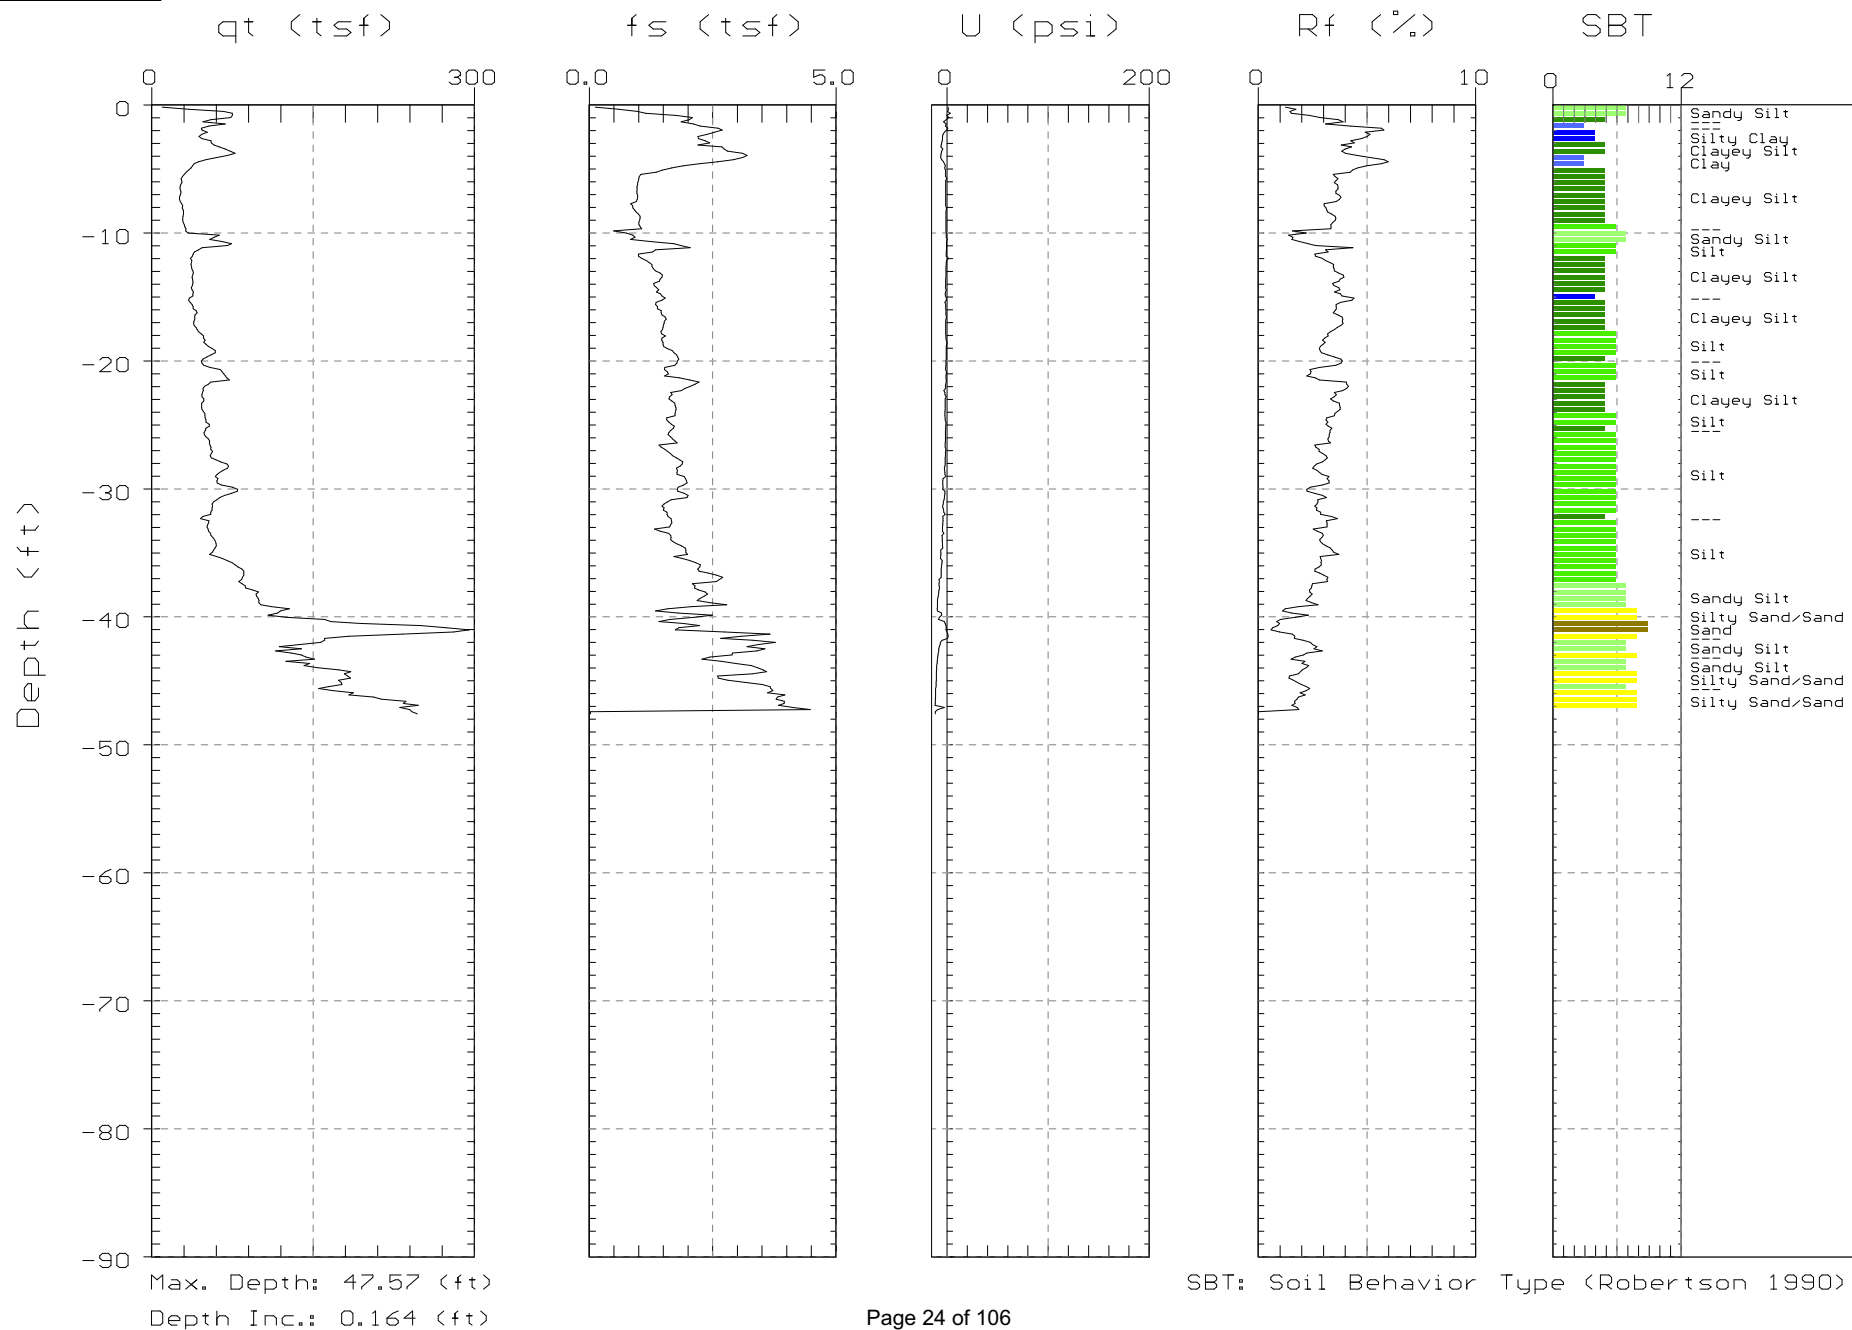 qt (tsf)
fs (tsf)
U (psi)
Rf (%)
SBT
0
300
0.0
5.0
0
200
0
10
0
12
Depth (ft)
0
-10
-20
-30
-40
-50
-60
-70
-80
-90
Sandy Silt
---
Silty Clay
Clayey Silt
Clay
Clayey Silt
---
Sandy Silt
Silt
Clayey Silt
---
Clayey Silt
Silt
---
Silt
Clayey Silt
Silt
---
Silt
---
Silt
Sandy Silt
Silty Sand/Sand
Sand
---
Sandy Silt
---
Sandy Silt
Silty Sand/Sand
---
Silty Sand/Sand
Max. Depth: 47.57 (ft)
Depth Inc.: 0.164 (ft)
SBT: Soil Behavior Type (Robertson 1990)
Page 24 of 106